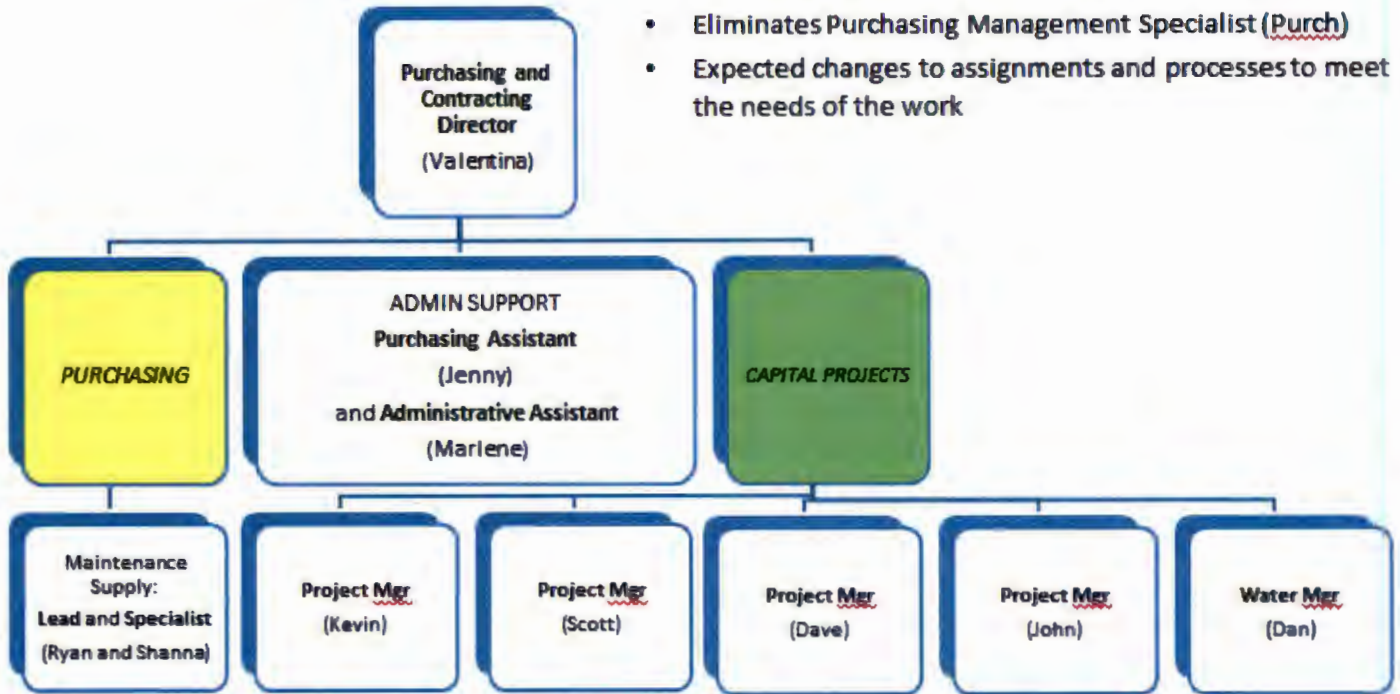 • Eliminates Purchasing Management Specialist (Purch)
• Expected changes to assignments and processes to meet
the needs of the work
Purchasing and
Contracting
Director
(Valentina)
PURCHASING
ADMIN SUPPORT
Purchasing Assistant
(Jenny)
and Administrative Assistant
(Marlene)
CAPITAL PROJECTS
Maintenance
Supply:
Lead and Specialist
(Ryan and Shanna)
Project Mgr
(Kevin)
Project Mgr
(Scott)
Project Mgr
(Dave)
Project Mgr
(John)
Water Mgr
(Dan)